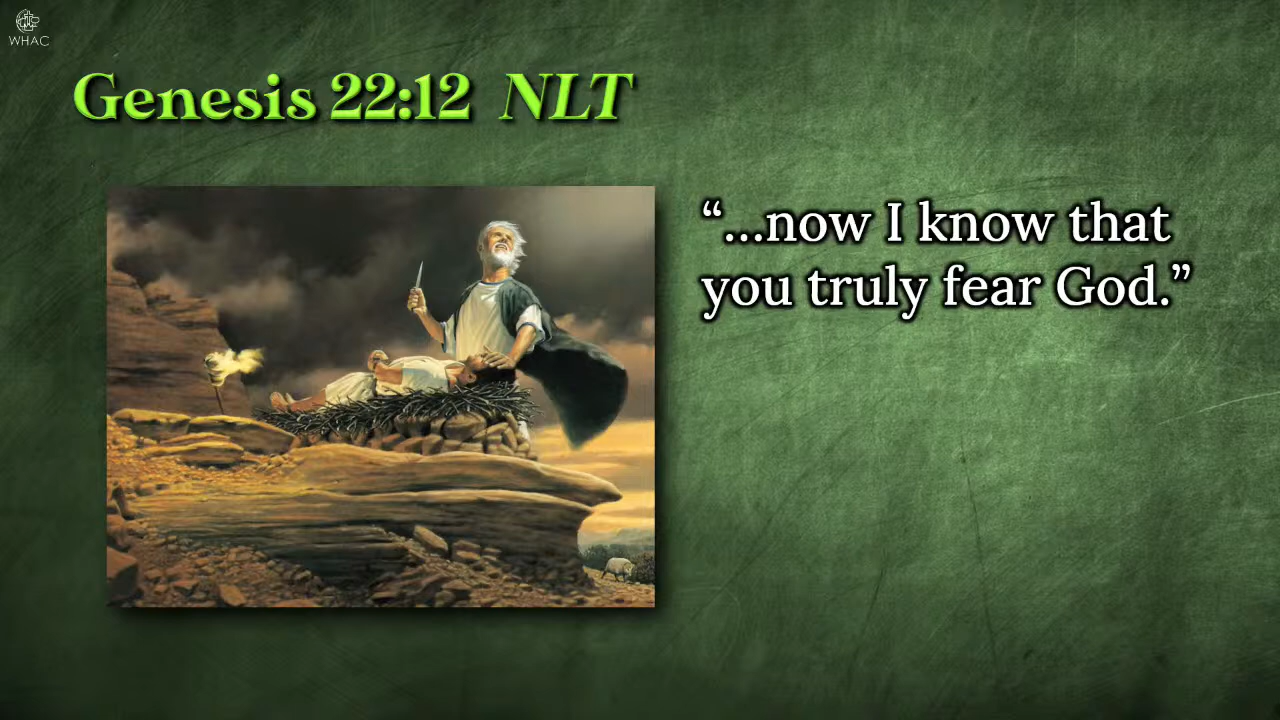 WHAC
Genesis 22:12 NLT
“...now I know that
you truly fear God.”